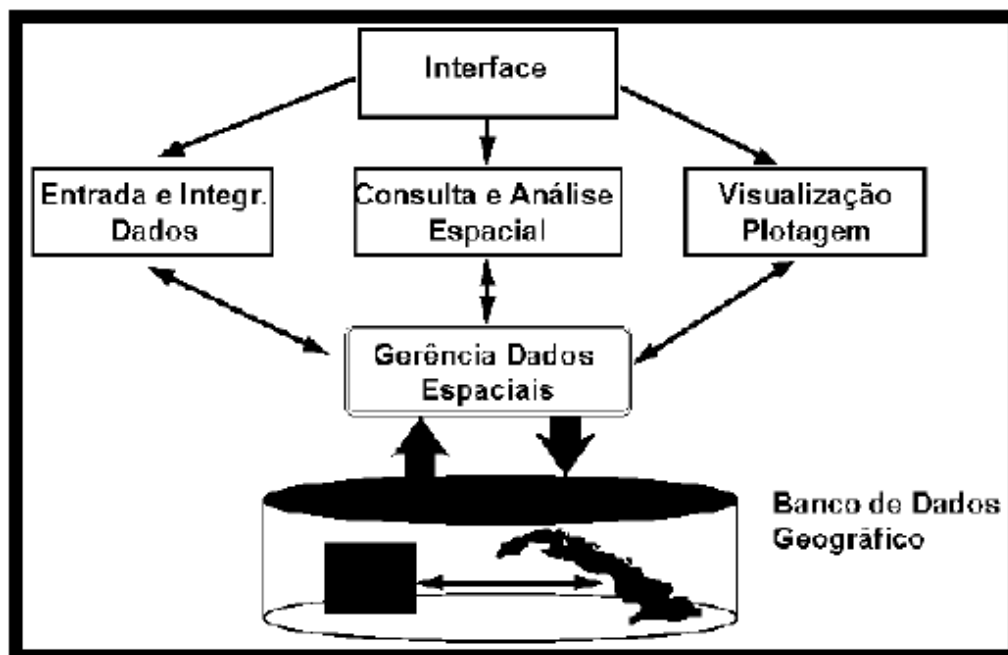 Interface
Entrada e Integr.
Dados
Consulta e Análise
Espacial
Visualização
Plotagem
Gerência Dados
Espaciais
Banco de Dados
Geográfico